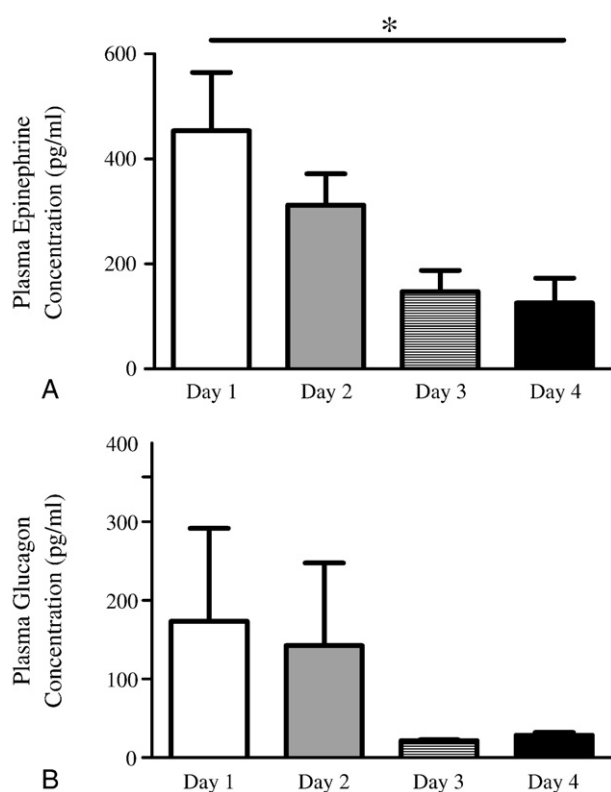 *
600
400
200
0
Plasma Epinephrine
Concentration (pg/ml)
A
Day 1 Day 2 Day 3 Day 4
400
300
200
100
0
Plasma Glucagon
Concentration (pg/ml)
B
Day 1 Day 2 Day 3 Day 4